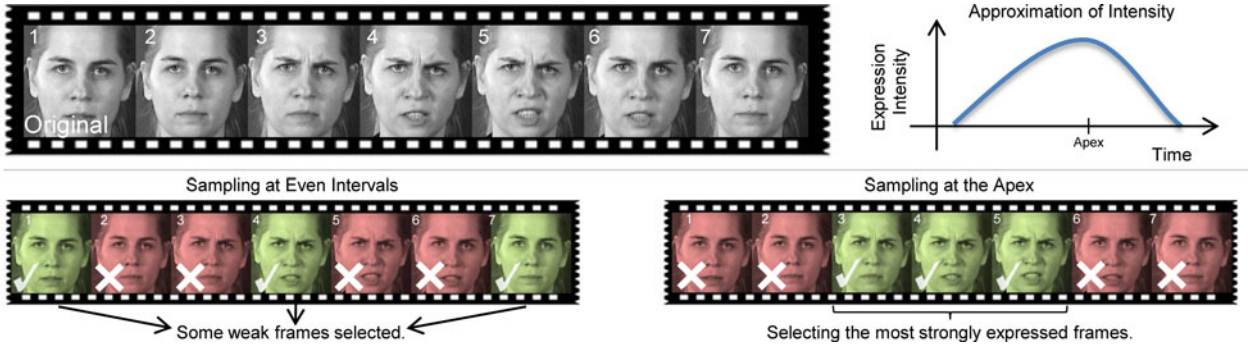 1 2 3 4 5 6 7
Original
Approximation of Intensity
Expression
Intensity
Apex
Time
Sampling at Even Intervals
1 2 3 4 5 6 7
Some weak frames selected.
Sampling at the Apex
1 2 3 4 5 6 7
Selecting the most strongly expressed frames.